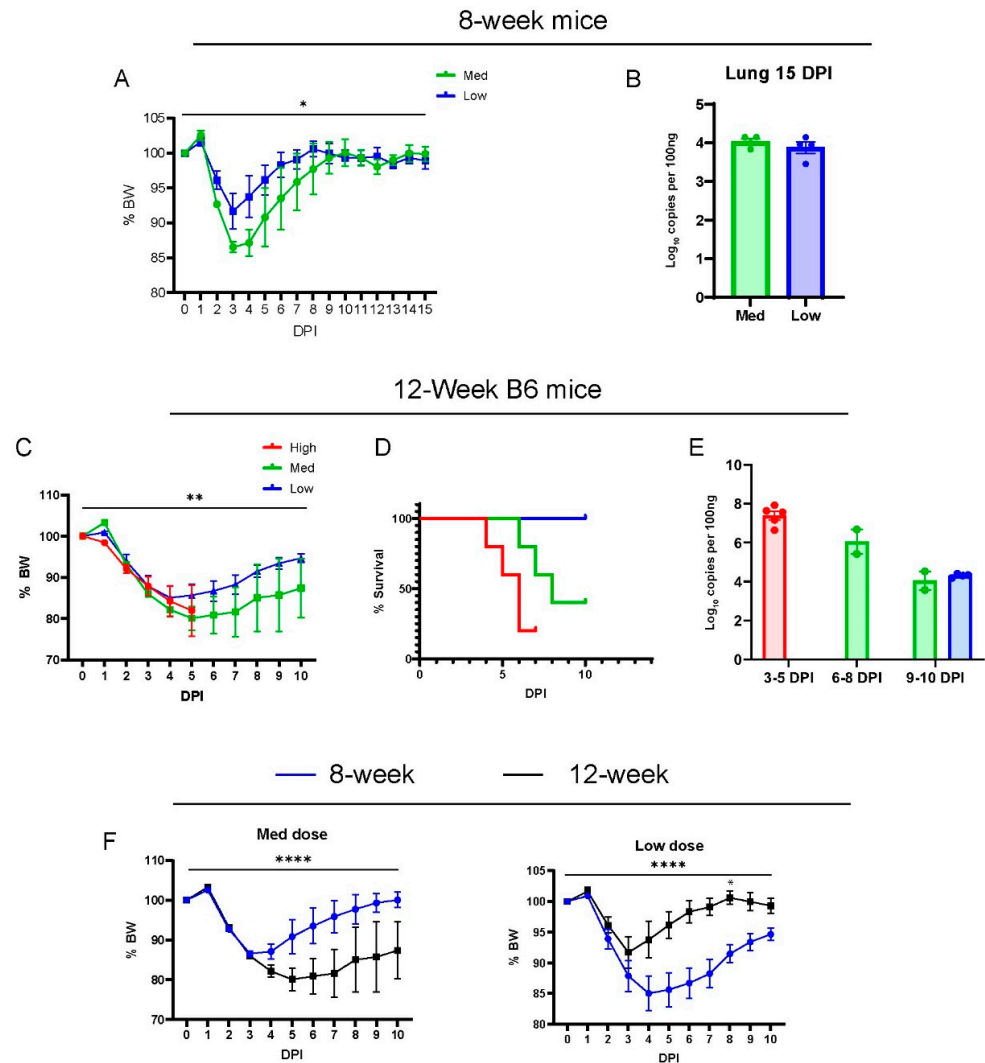 8-week mice
A
Med
Low
*
% BW
105
100
95
90
85
80
0 1 2 3 4 5 6 7 8 9 10 11 12 13 14 15
DPI
B
Lung 15 DPI
Log10 copies per 100ng
5
4
3
2
1
0
Med Low
12-Week B6 mice
C
High
Med
Low
**
% BW
110
100
90
80
70
0 1 2 3 4 5 6 7 8 9 10
DPI
D
% Survival
100
50
0
0 5 10
DPI
E
Log10 copies per 100ng
10
8
6
4
2
0
3-5 DPI 6-8 DPI 9-10 DPI
8-week 12-week
F
Med dose
****
% BW
110
100
90
80
70
0 1 2 3 4 5 6 7 8 9 10
DPI
Low dose
****
*
% BW
105
100
95
90
85
80
0 1 2 3 4 5 6 7 8 9 10
DPI